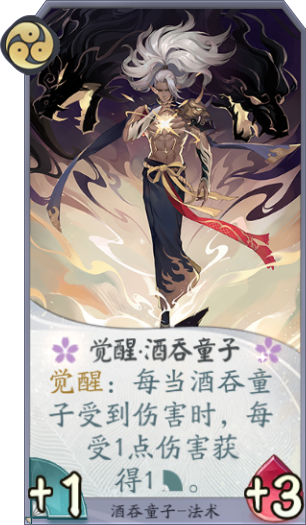 觉醒·酒吞童子
觉醒：每当酒吞童
子受到伤害时，每
受1点伤害获
得1 。
+1
酒吞童子-法术
+3